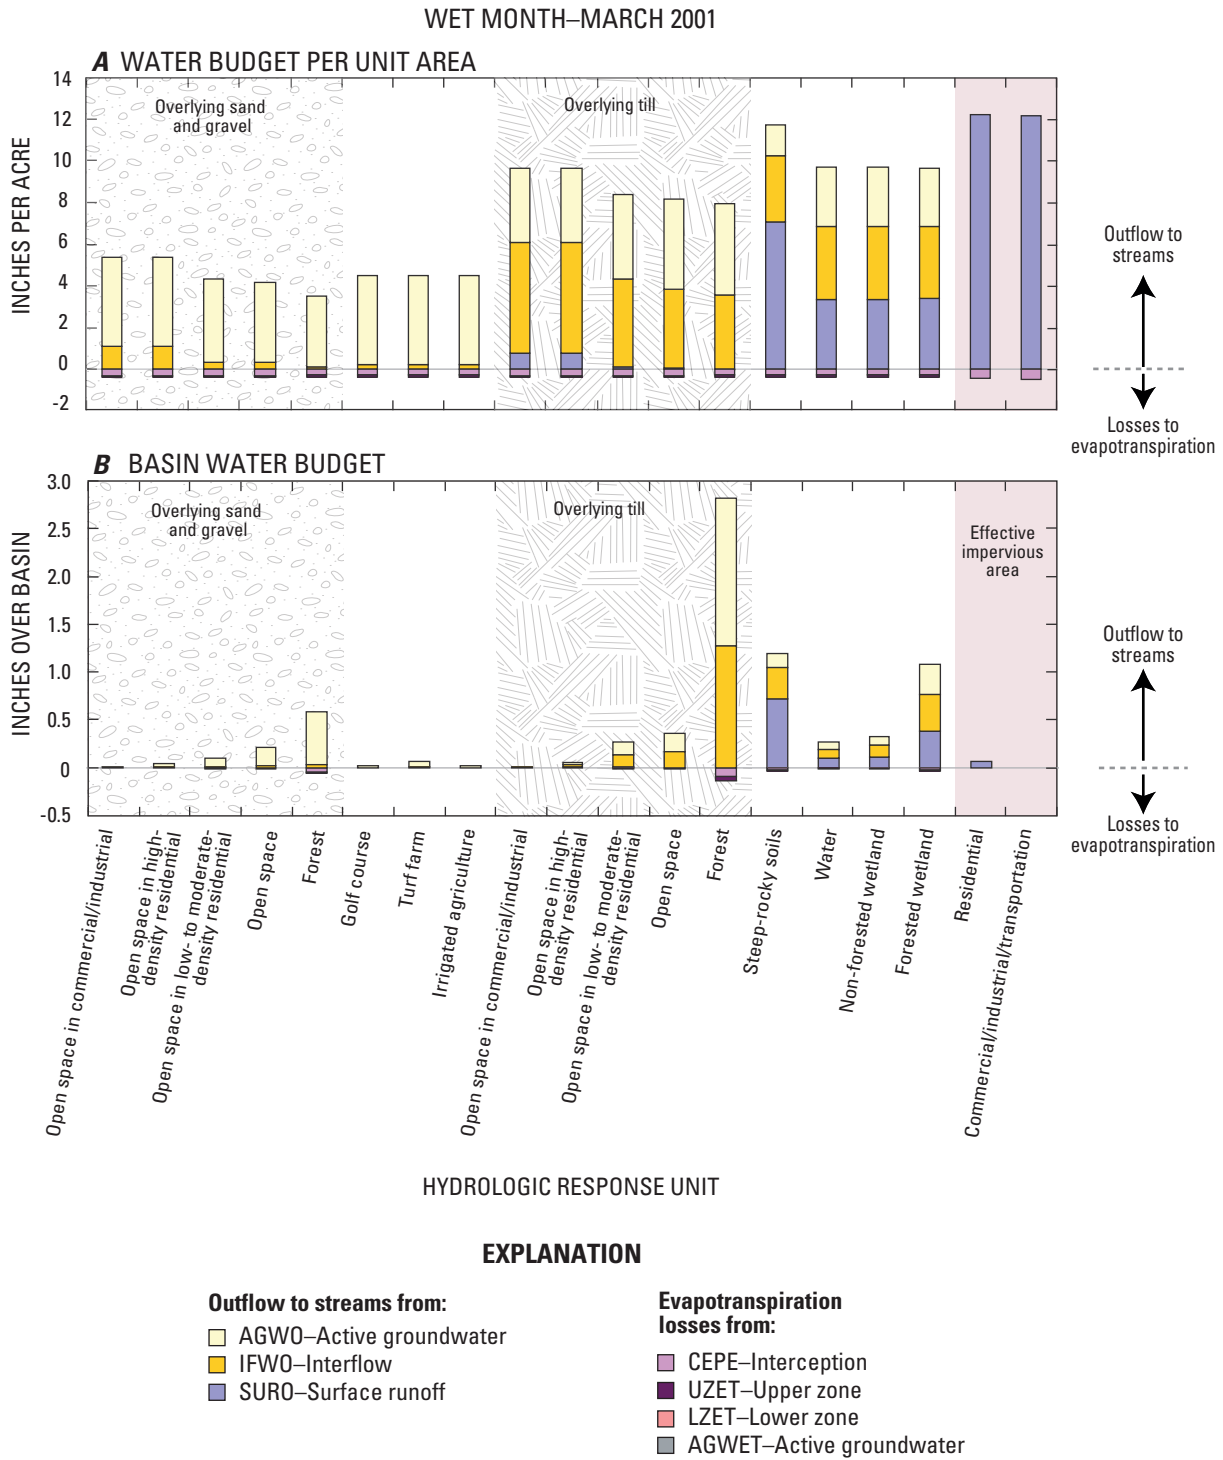 WET MONTH–MARCH 2001
A WATER BUDGET PER UNIT AREA
14
12
10
8
6
4
2
0
-2
INCHES PER ACRE
Overlying sand
and gravel
Overlying till
Outflow to
streams
Losses to
evapotranspiration
B BASIN WATER BUDGET
3.0
2.5
2.0
1.5
1.0
0.5
0
-0.5
INCHES OVER BASIN
Overlying sand
and gravel
Overlying till
Effective
impervious
area
Outflow to
streams
Losses to
evapotranspiration
Open space in commercial/industrial
Open space in high-
density residential
Open space in low- to moderate-
density residential
Open space
Forest
Golf course
Turf farm
Irrigated agriculture
Open space in commercial/industrial
Open space in high-
density residential
Open space in low- to moderate-
density residential
Open space
Forest
Steep-rocky soils
Water
Non-forested wetland
Forested wetland
Residential
Commercial/industrial/transportation
HYDROLOGIC RESPONSE UNIT
EXPLANATION
Outflow to streams from:
AGWO–Active groundwater
IFWO–Interflow
SURO–Surface runoff
Evapotranspiration
losses from:
CEPE–Interception
UZET–Upper zone
LZET–Lower zone
AGWET–Active groundwater